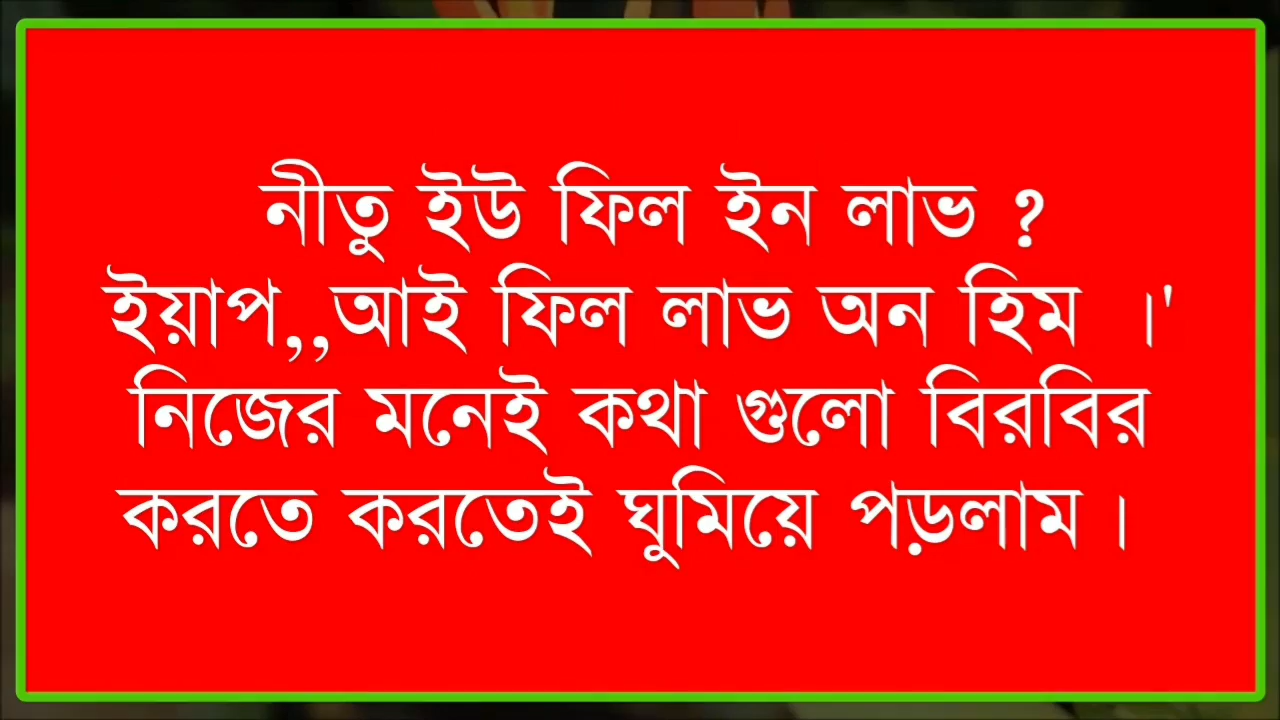 নীতু ইউ ফিল ইন লাভ ?
ইয়াপ,,আই ফিল লাভ অন হিম ।'
নিজের মনেই কথা গুলো বিরবির
করতে করতেই ঘুমিয়ে পড়লাম।